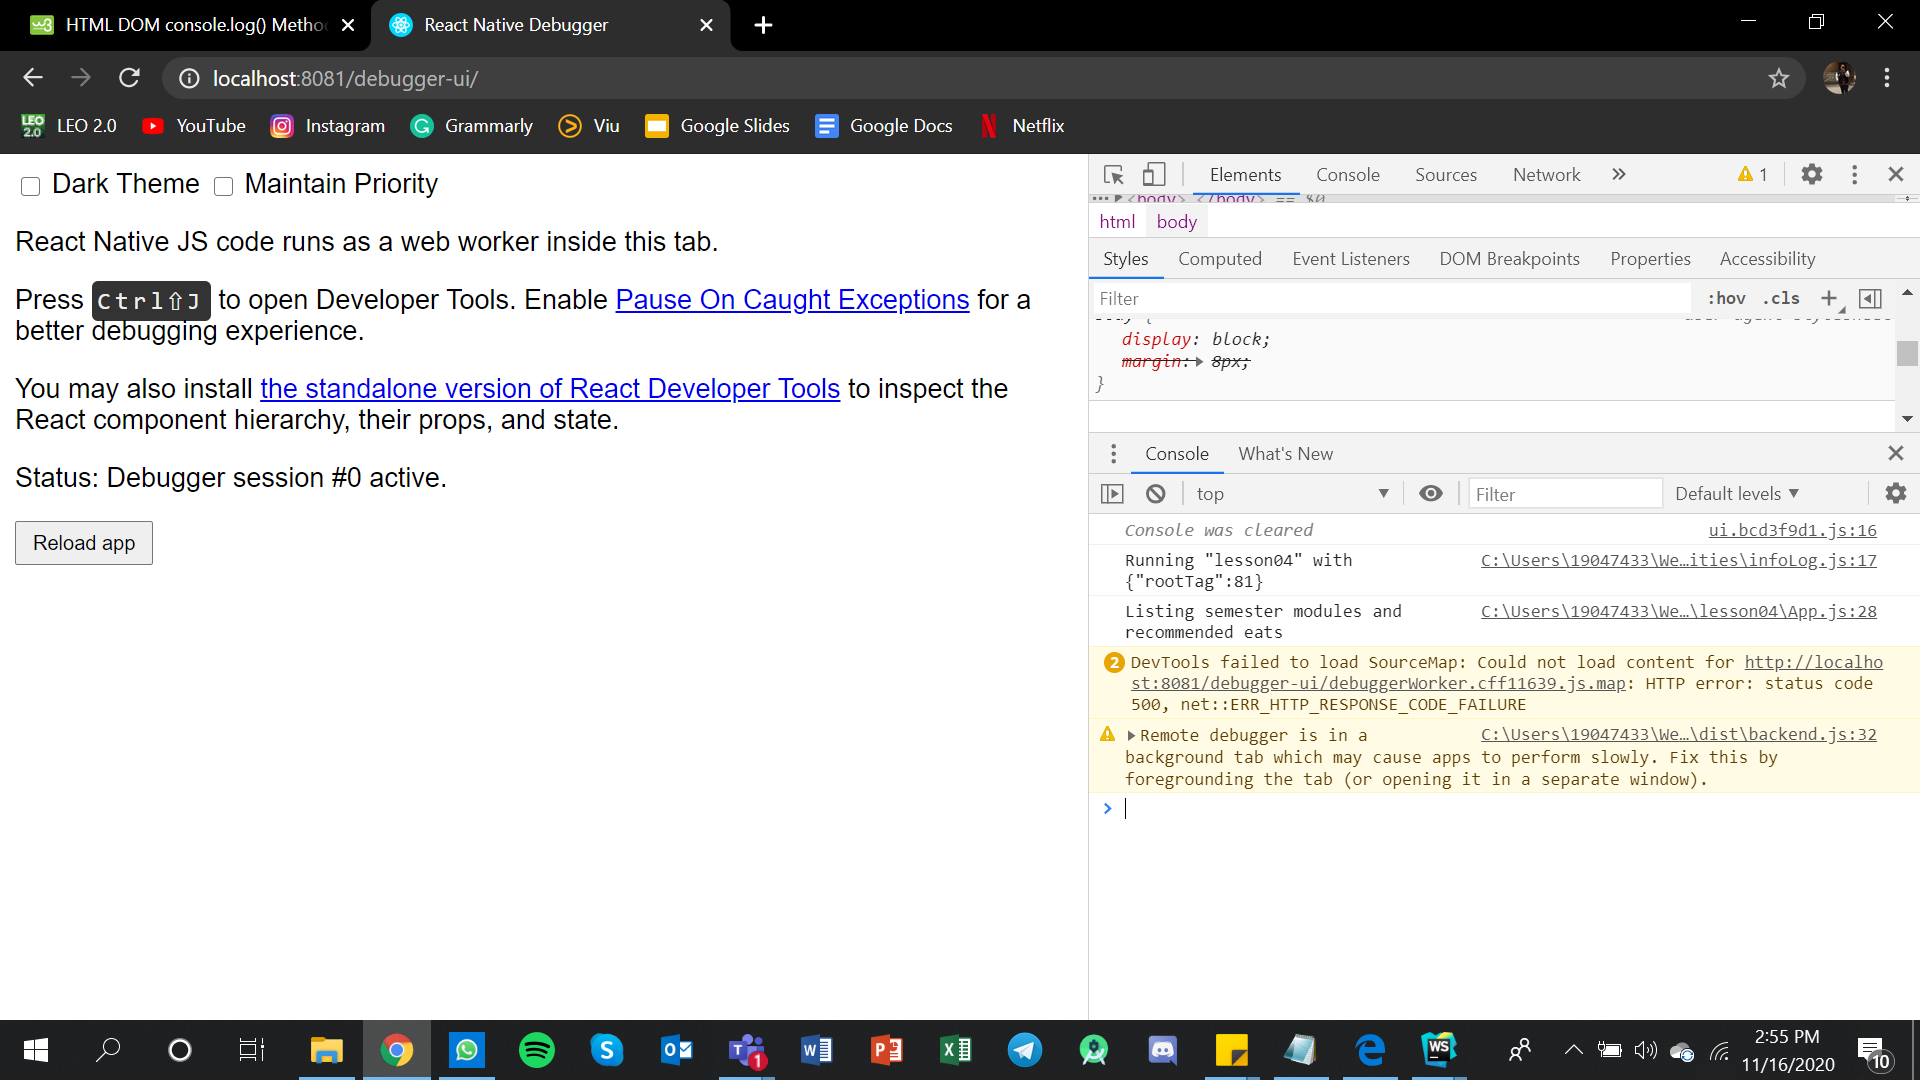 HTML DOM console.log() Metho
React Native Debugger
localhost:8081/debugger-ui/
LEO 2.0
YouTube
Instagram
Grammarly
Viu
Google Slides
Google Docs
Netflix
Dark Theme
Maintain Priority
React Native JS code runs as a web worker inside this tab.
Press Ctrl⇧J to open Developer Tools. Enable Pause On Caught Exceptions for a
better debugging experience.
You may also install the standalone version of React Developer Tools to inspect the
React component hierarchy, their props, and state.
Status: Debugger session #0 active.
Reload app
Elements
Console
Sources
Network
1
<body> </body> == $0
html
body
Styles
Computed
Event Listeners
DOM Breakpoints
Properties
Accessibility
Filter
:hov
.cls
display: block;
margin: 8px;
}
Console
What's New
top
Filter
Default levels
Console was cleared
ui.bcd3f9d1.js:16
Running "lesson04" with
{"rootTag":81}
C:\Users\19047433\We…ities\infoLog.js:17
Listing semester modules and
recommended eats
C:\Users\19047433\We…\lesson04\App.js:28
2
DevTools failed to load SourceMap: Could not load content for http://localho
st:8081/debugger-ui/debuggerWorker.cff11639.js.map: HTTP error: status code
500, net::ERR_HTTP_RESPONSE_CODE_FAILURE
Remote debugger is in a
C:\Users\19047433\We…\dist\backend.js:32
background tab which may cause apps to perform slowly. Fix this by
foregrounding the tab (or opening it in a separate window).
2:55 PM
11/16/2020
10